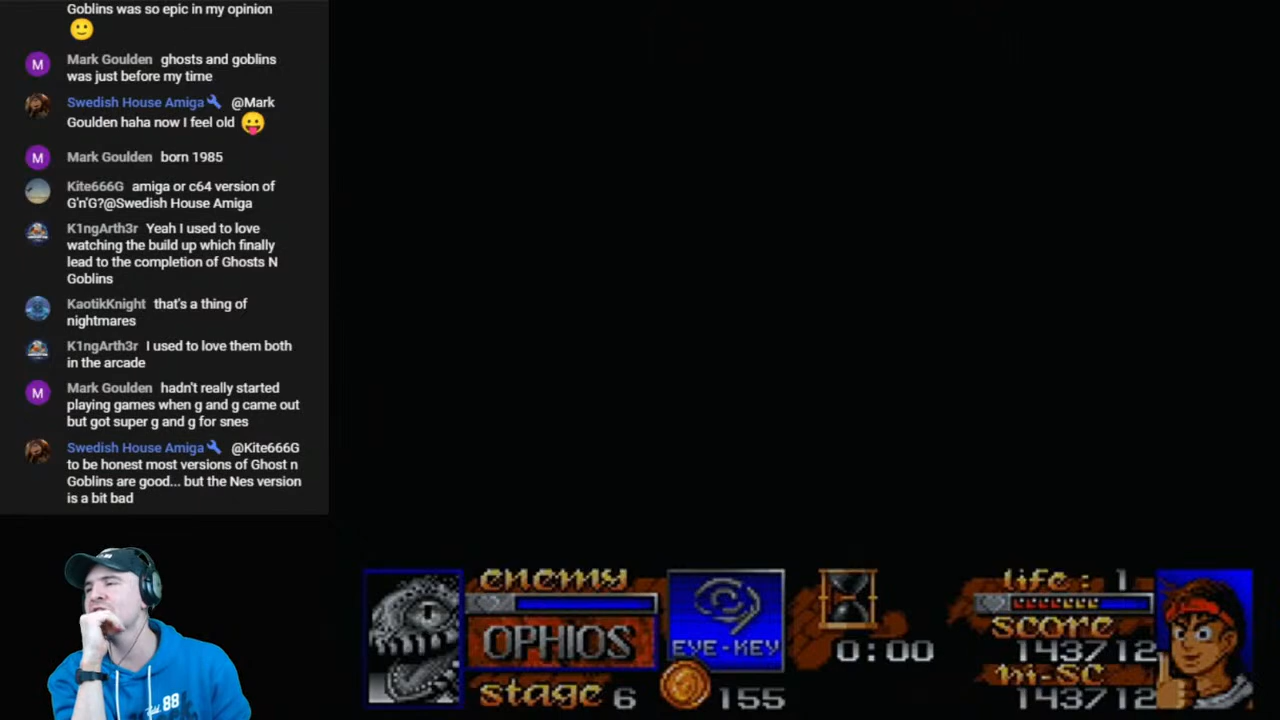 Goblins was so epic in my opinion
🙂
M
Mark Goulden ghosts and goblins
was just before my time
Swedish House Amiga @Mark
Goulden haha now I feel old 😛
M
Mark Goulden born 1985
Kite666G amiga or c64 version of
G'n'G?@Swedish House Amiga
K1ngArth3r Yeah I used to love
watching the build up which finally
lead to the completion of Ghosts N
Goblins
KaotikKnight that's a thing of
nightmares
K1ngArth3r I used to love them both
in the arcade
M
Mark Goulden hadn't really started
playing games when g and g came out
but got super g and g for snes
Swedish House Amiga @Kite666G
to be honest most versions of Ghost n
Goblins are good... but the Nes version
is a bit bad
88
enemy
OPHIOS
stage 6
EYE-KEY
155
0:00
life: 1
score
143712
hi-SC
143712